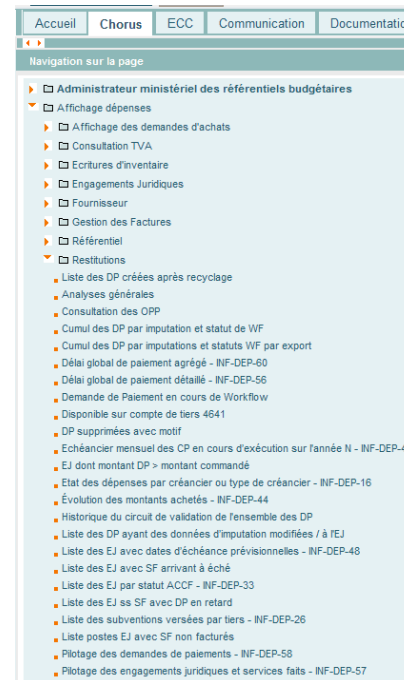 Accueil Chorus ECC Communication Documentatio
Navigation sur la page
Administrateur ministériel des référentiels budgétaires
Affichage dépenses
Affichage des demandes d'achats
Consultation TVA
Ecritures d'inventaire
Engagements Juridiques
Fournisseur
Gestion des Factures
Référentiel
Restitutions
Liste des DP créées après recyclage
Analyses générales
Consultation des OPP
Cumul des DP par imputation et statut de WF
Cumul des DP par imputations et statuts WF par export
Délai global de paiement agrégé - INF-DEP-60
Délai global de paiement détaillé - INF-DEP-56
Demande de Paiement en cours de Workflow
Disponible sur compte de tiers 4641
DP supprimées avec motif
Echéancier mensuel des CP en cours d'exécution sur l'année N - INF-DEP-4
EJ dont montant DP > montant commandé
Etat des dépenses par créancier ou type de créancier - INF-DEP-16
Évolution des montants achetés - INF-DEP-44
Historique du circuit de validation de l'ensemble des DP
Liste des DP ayant des données d'imputation modifiées / à l'EJ
Liste des EJ avec dates d'échéance prévisionnelles - INF-DEP-48
Liste des EJ avec SF arrivant à éché
Liste des EJ par statut ACCF - INF-DEP-33
Liste des EJ ss SF avec DP en retard
Liste des subventions versées par tiers - INF-DEP-26
Liste postes EJ avec SF non facturés
Pilotage des demandes de paiements - INF-DEP-58
Pilotage des engagements juridiques et services faits - INF-DEP-57